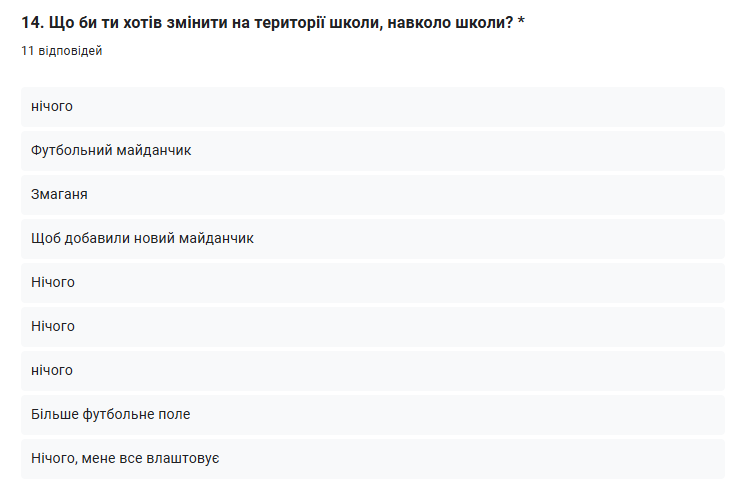 14. Що би ти хотів змінити на території школи, навколо школи? *
11 відповідей
нічого
Футбольний майданчик
Змаганя
Щоб добавили новий майданчик
Нічого
Нічого
нічого
Більше футбольне поле
Нічого, мене все влаштовує